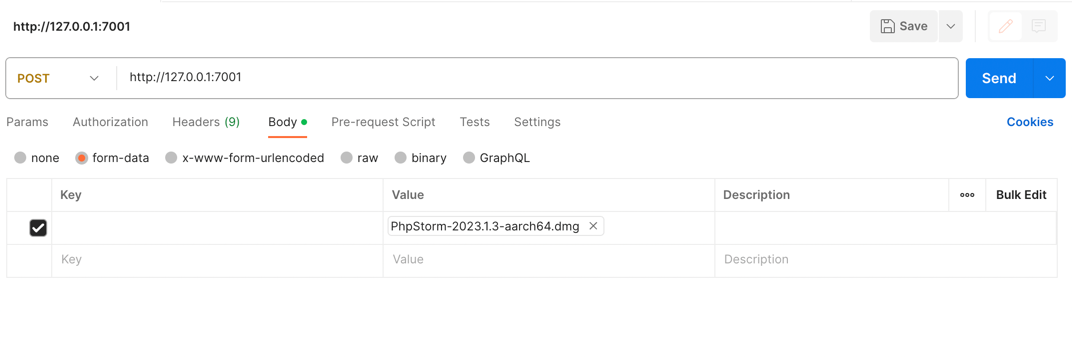 http://127.0.0.1:7001
Save
POST
http://127.0.0.1:7001
Send
Params Authorization Headers (9) Body Pre-request Script Tests Settings Cookies
none form-data x-www-form-urlencoded raw binary GraphQL
Key Value Description Bulk Edit
PhpStorm-2023.1.3-aarch64.dmg
Key Value Description